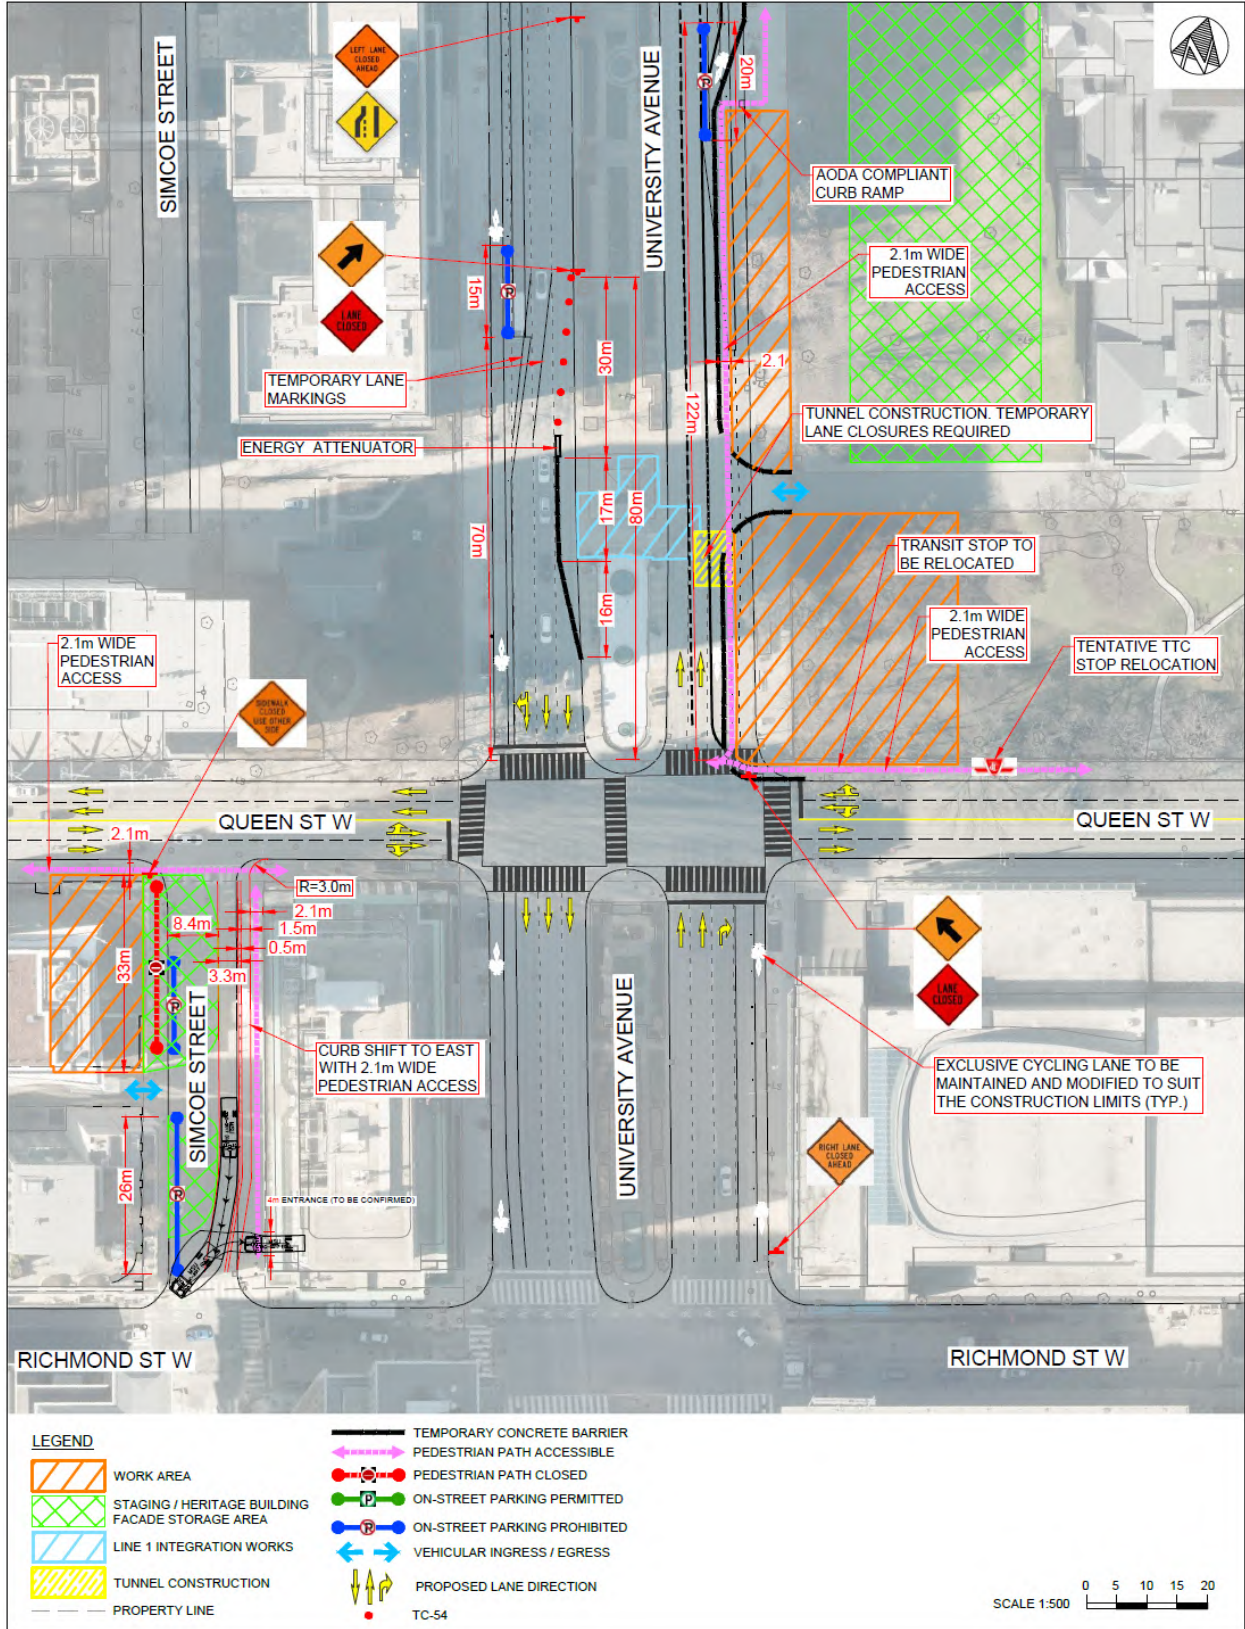 SIMCOE STREET
LEFT LANE
CLOSED
AHEAD
UNIVERSITY AVENUE
20m
AODA COMPLIANT
CURB RAMP
2.1m WIDE
PEDESTRIAN
ACCESS
LANE
CLOSED
15m
30m
2.1
122m
TEMPORARY LANE
MARKINGS
TUNNEL CONSTRUCTION. TEMPORARY
LANE CLOSURES REQUIRED
ENERGY ATTENUATOR
17m
80m
70m
TRANSIT STOP TO
BE RELOCATED
16m
2.1m WIDE
PEDESTRIAN
ACCESS
2.1m WIDE
PEDESTRIAN
ACCESS
TENTATIVE TTC
STOP RELOCATION
SIDEWALK
CLOSED
USE OTHER
SIDE
QUEEN ST W
QUEEN ST W
2.1m
R=3.0m
2.1m
1.5m
0.5m
8.4m
3.3m
33m
SIMCOE STREET
UNIVERSITY AVENUE
LANE
CLOSED
CURB SHIFT TO EAST
WITH 2.1m WIDE
PEDESTRIAN ACCESS
EXCLUSIVE CYCLING LANE TO BE
MAINTAINED AND MODIFIED TO SUIT
THE CONSTRUCTION LIMITS (TYP.)
RIGHT LANE
CLOSED
AHEAD
26m
4m ENTRANCE (TO BE CONFIRMED)
RICHMOND ST W
RICHMOND ST W
LEGEND
WORK AREA
STAGING / HERITAGE BUILDING
FACADE STORAGE AREA
LINE 1 INTEGRATION WORKS
TUNNEL CONSTRUCTION
PROPERTY LINE
TEMPORARY CONCRETE BARRIER
PEDESTRIAN PATH ACCESSIBLE
PEDESTRIAN PATH CLOSED
P ON-STREET PARKING PERMITTED
P ON-STREET PARKING PROHIBITED
VEHICULAR INGRESS / EGRESS
PROPOSED LANE DIRECTION
TC-54
SCALE 1:500
0 5 10 15 20